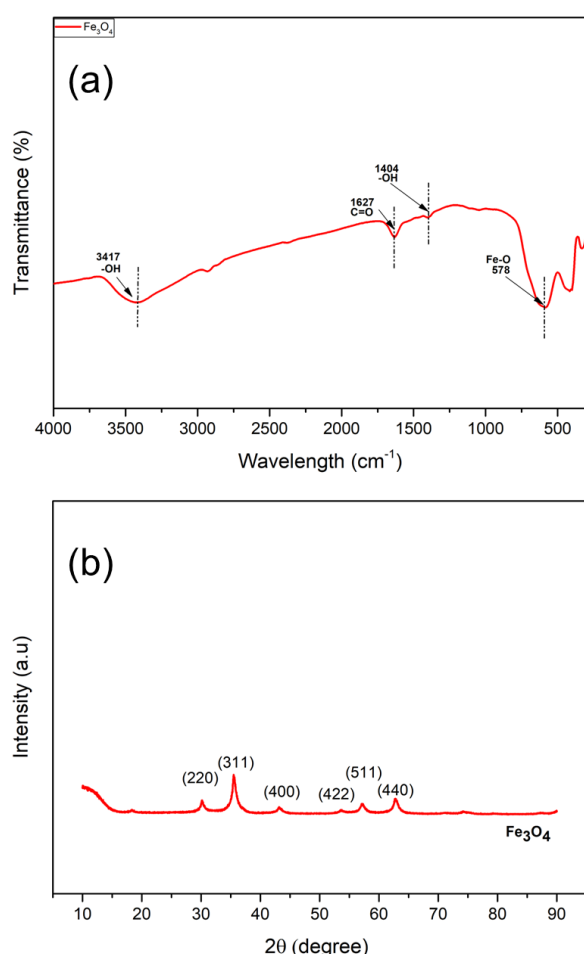 Fe₃O₄
(a)
Transmittance (%)
3417
-OH
1627
C=O
1404
-OH
Fe-O
578
4000 3500 3000 2500 2000 1500 1000 500
Wavelength (cm⁻¹)
(b)
Intensity (a.u)
(220)
(311)
(400)
(422)
(511)
(440)
Fe₃O₄
10 20 30 40 50 60 70 80 90
2θ (degree)